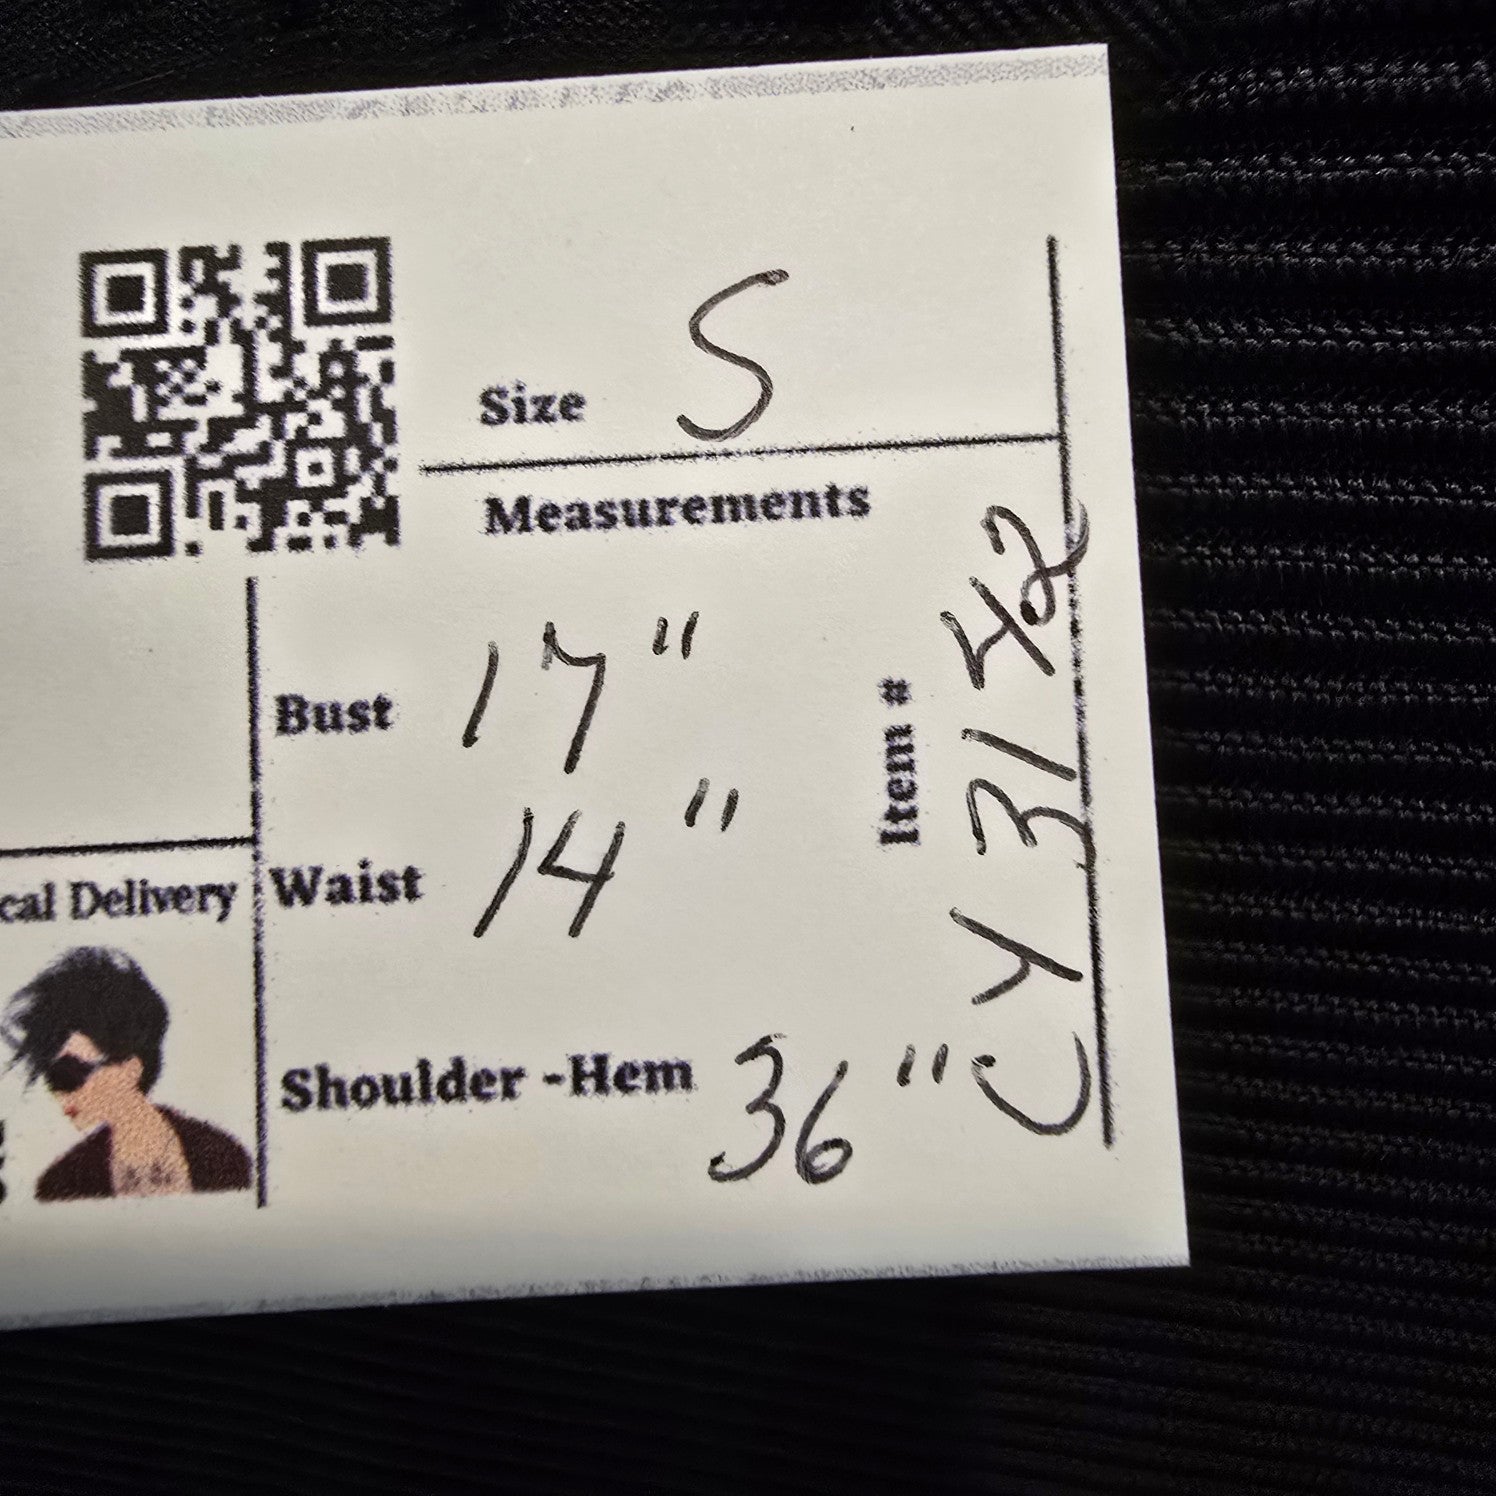 Size S
Measurements
Bust 17"
Waist 14"
Shoulder -Hem 36"
Item # CY3142
cal Delivery